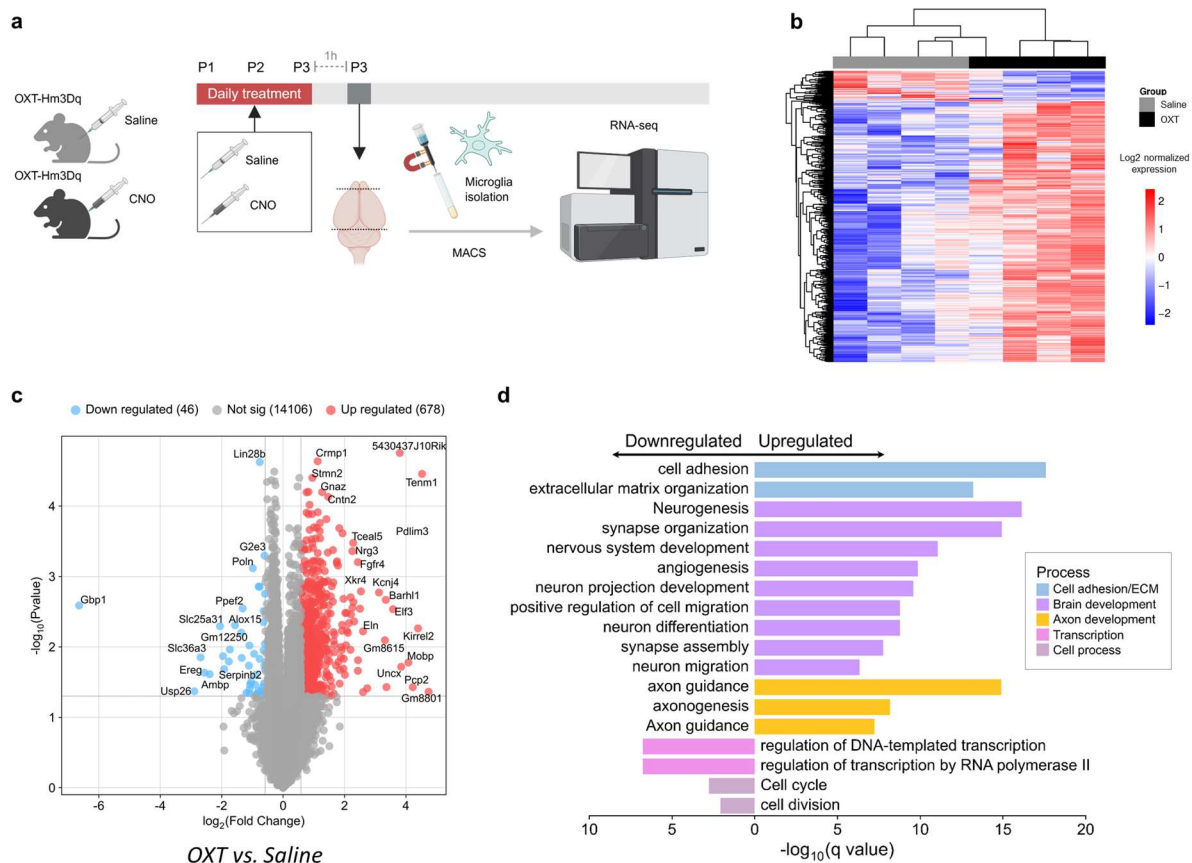 a
P1 P2 P3 1h P3
Daily treatment
OXT-Hm3Dq
Saline
OXT-Hm3Dq
CNO
Saline
CNO
Microglia
isolation
MACS
RNA-seq
b
Group
Saline
OXT
Log2 normalized
expression
2
1
0
−1
−2
c
Down regulated (46) Not sig (14106) Up regulated (678)
5430437J10Rik
Lin28b
Crmp1
Stmn2
Tenm1
Gnaz
Cntn2
Pdlim3
Tceal5
G2e3
Nrg3
Poln
Fgfr4
Xkr4
Kcnj4
Gbp1
Ppef2
Barhl1
Elf3
Slc25a31
Alox15
Eln
Gm12250
Kirrel2
Slc36a3
Gm8615
Mobp
Ereg
Serpinb2
Uncx
Ambp
Pcp2
Usp26
Gm8801
4
3
2
1
0
-log10(Pvalue)
-6 -4 -2 0 2 4
log2(Fold Change)
OXT vs. Saline
d
Downregulated Upregulated
cell adhesion
extracellular matrix organization
Neurogenesis
synapse organization
nervous system development
angiogenesis
neuron projection development
positive regulation of cell migration
neuron differentiation
synapse assembly
neuron migration
axon guidance
axonogenesis
Axon guidance
regulation of DNA-templated transcription
regulation of transcription by RNA polymerase II
Cell cycle
cell division
10 5 0 5 10 15 20
-log10(q value)
Process
Cell adhesion/ECM
Brain development
Axon development
Transcription
Cell process